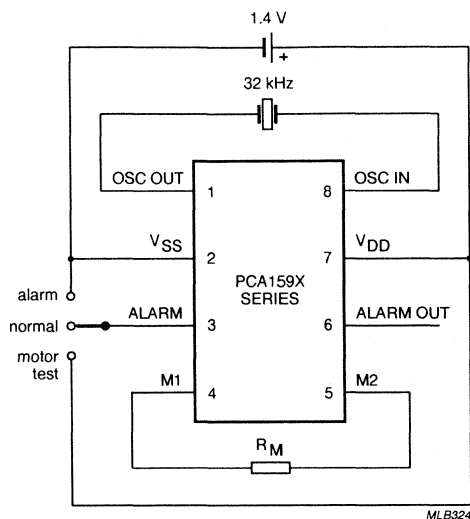 1.4 V
+
32 kHz
OSC OUT
1
8
OSC IN
VSS
2
7
VDD
PCA159X
SERIES
alarm
normal
motor
test
ALARM
3
6
ALARM OUT
M1
4
5
M2
RM
MLB324